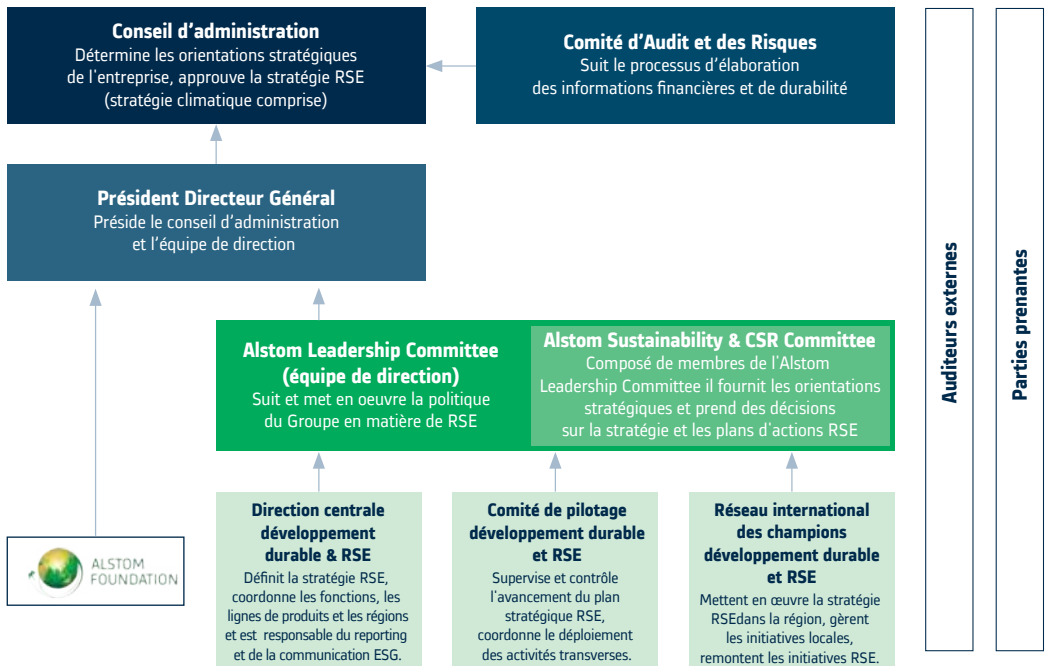 Conseil d'administration
Détermine les orientations stratégiques
de l'entreprise, approuve la stratégie RSE
(stratégie climatique comprise)
Comité d'Audit et des Risques
Suit le processus d'élaboration
des informations financières et de durabilité
Président Directeur Général
Préside le conseil d'administration
et l'équipe de direction
Alstom Leadership Committee
(équipe de direction)
Suit et met en oeuvre la politique
du Groupe en matière de RSE
Alstom Sustainability & CSR Committee
Composé de membres de l'Alstom
Leadership Committee il fournit les orientations
stratégiques et prend des décisions
sur la stratégie et les plans d'actions RSE
ALSTOM
FOUNDATION
Direction centrale
développement
durable & RSE
Définit la stratégie RSE,
coordonne les fonctions, les
lignes de produits et les régions
et est responsable du reporting
et de la communication ESG.
Comité de pilotage
développement durable
et RSE
Supervise et contrôle
l'avancement du plan
stratégique RSE,
coordonne le déploiement
des activités transverses.
Réseau international
des champions
développement durable
et RSE
Mettent en œuvre la stratégie
RSEdans la région, gèrent
les initiatives locales,
remontent les initiatives RSE.
Auditeurs externes
Parties prenantes